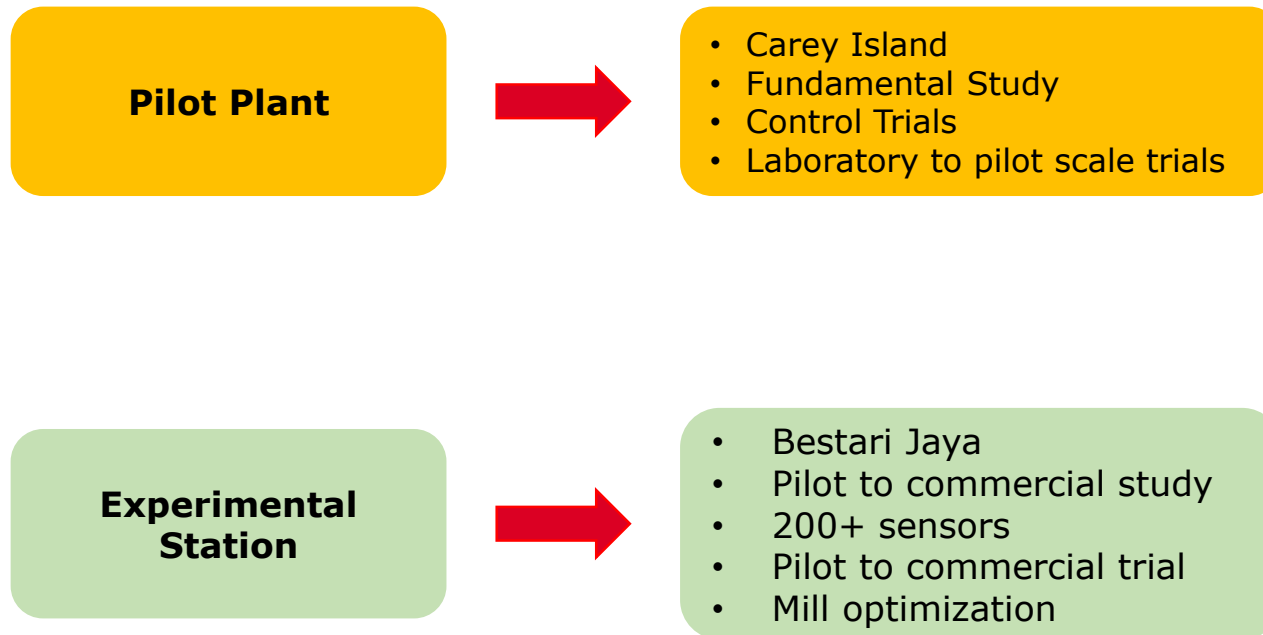 Pilot Plant
• Carey Island
• Fundamental Study
• Control Trials
• Laboratory to pilot scale trials
Experimental
Station
• Bestari Jaya
• Pilot to commercial study
• 200+ sensors
• Pilot to commercial trial
• Mill optimization